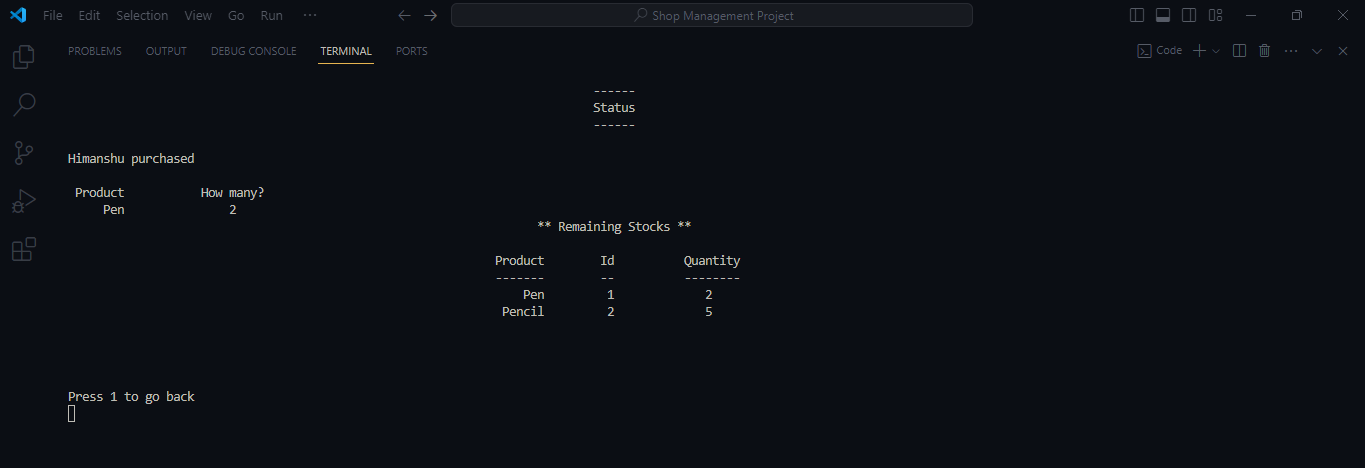 File Edit Selection View Go Run ··· Shop Management Project
PROBLEMS OUTPUT DEBUG CONSOLE TERMINAL PORTS Code
------
Status
------
Himanshu purchased
Product How many?
Pen 2
** Remaining Stocks **
Product Id Quantity
------- -- --------
Pen 1 2
Pencil 2 5
Press 1 to go back